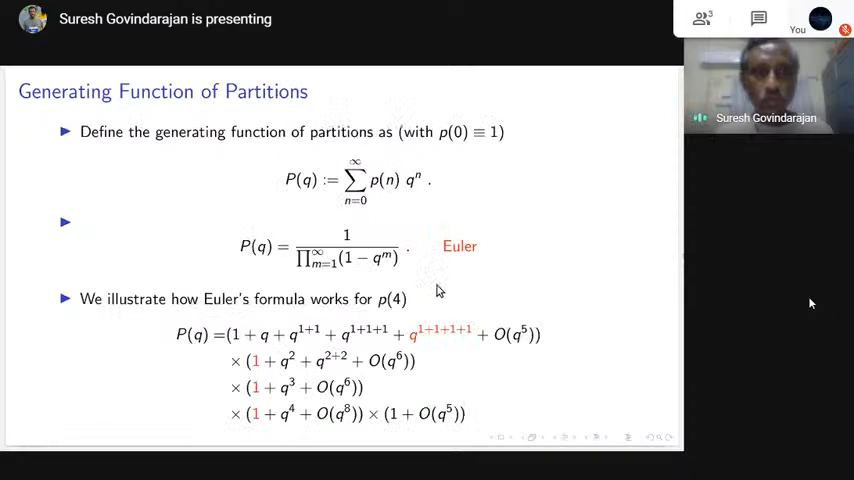 Suresh Govindarajan is presenting
3
You
Suresh Govindarajan
Generating Function of Partitions
▶ Define the generating function of partitions as (with p(0) ≡ 1)
P(q) := ∑_{n=0}^{∞} p(n) q^n .
▶
P(q) = 1 / ∏_{m=1}^{∞}(1 − q^m) . Euler
▶ We illustrate how Euler's formula works for p(4)
P(q) =(1 + q + q^{1+1} + q^{1+1+1} + q^{1+1+1+1} + O(q^5))
× (1 + q^2 + q^{2+2} + O(q^6))
× (1 + q^3 + O(q^6))
× (1 + q^4 + O(q^8)) × (1 + O(q^5))